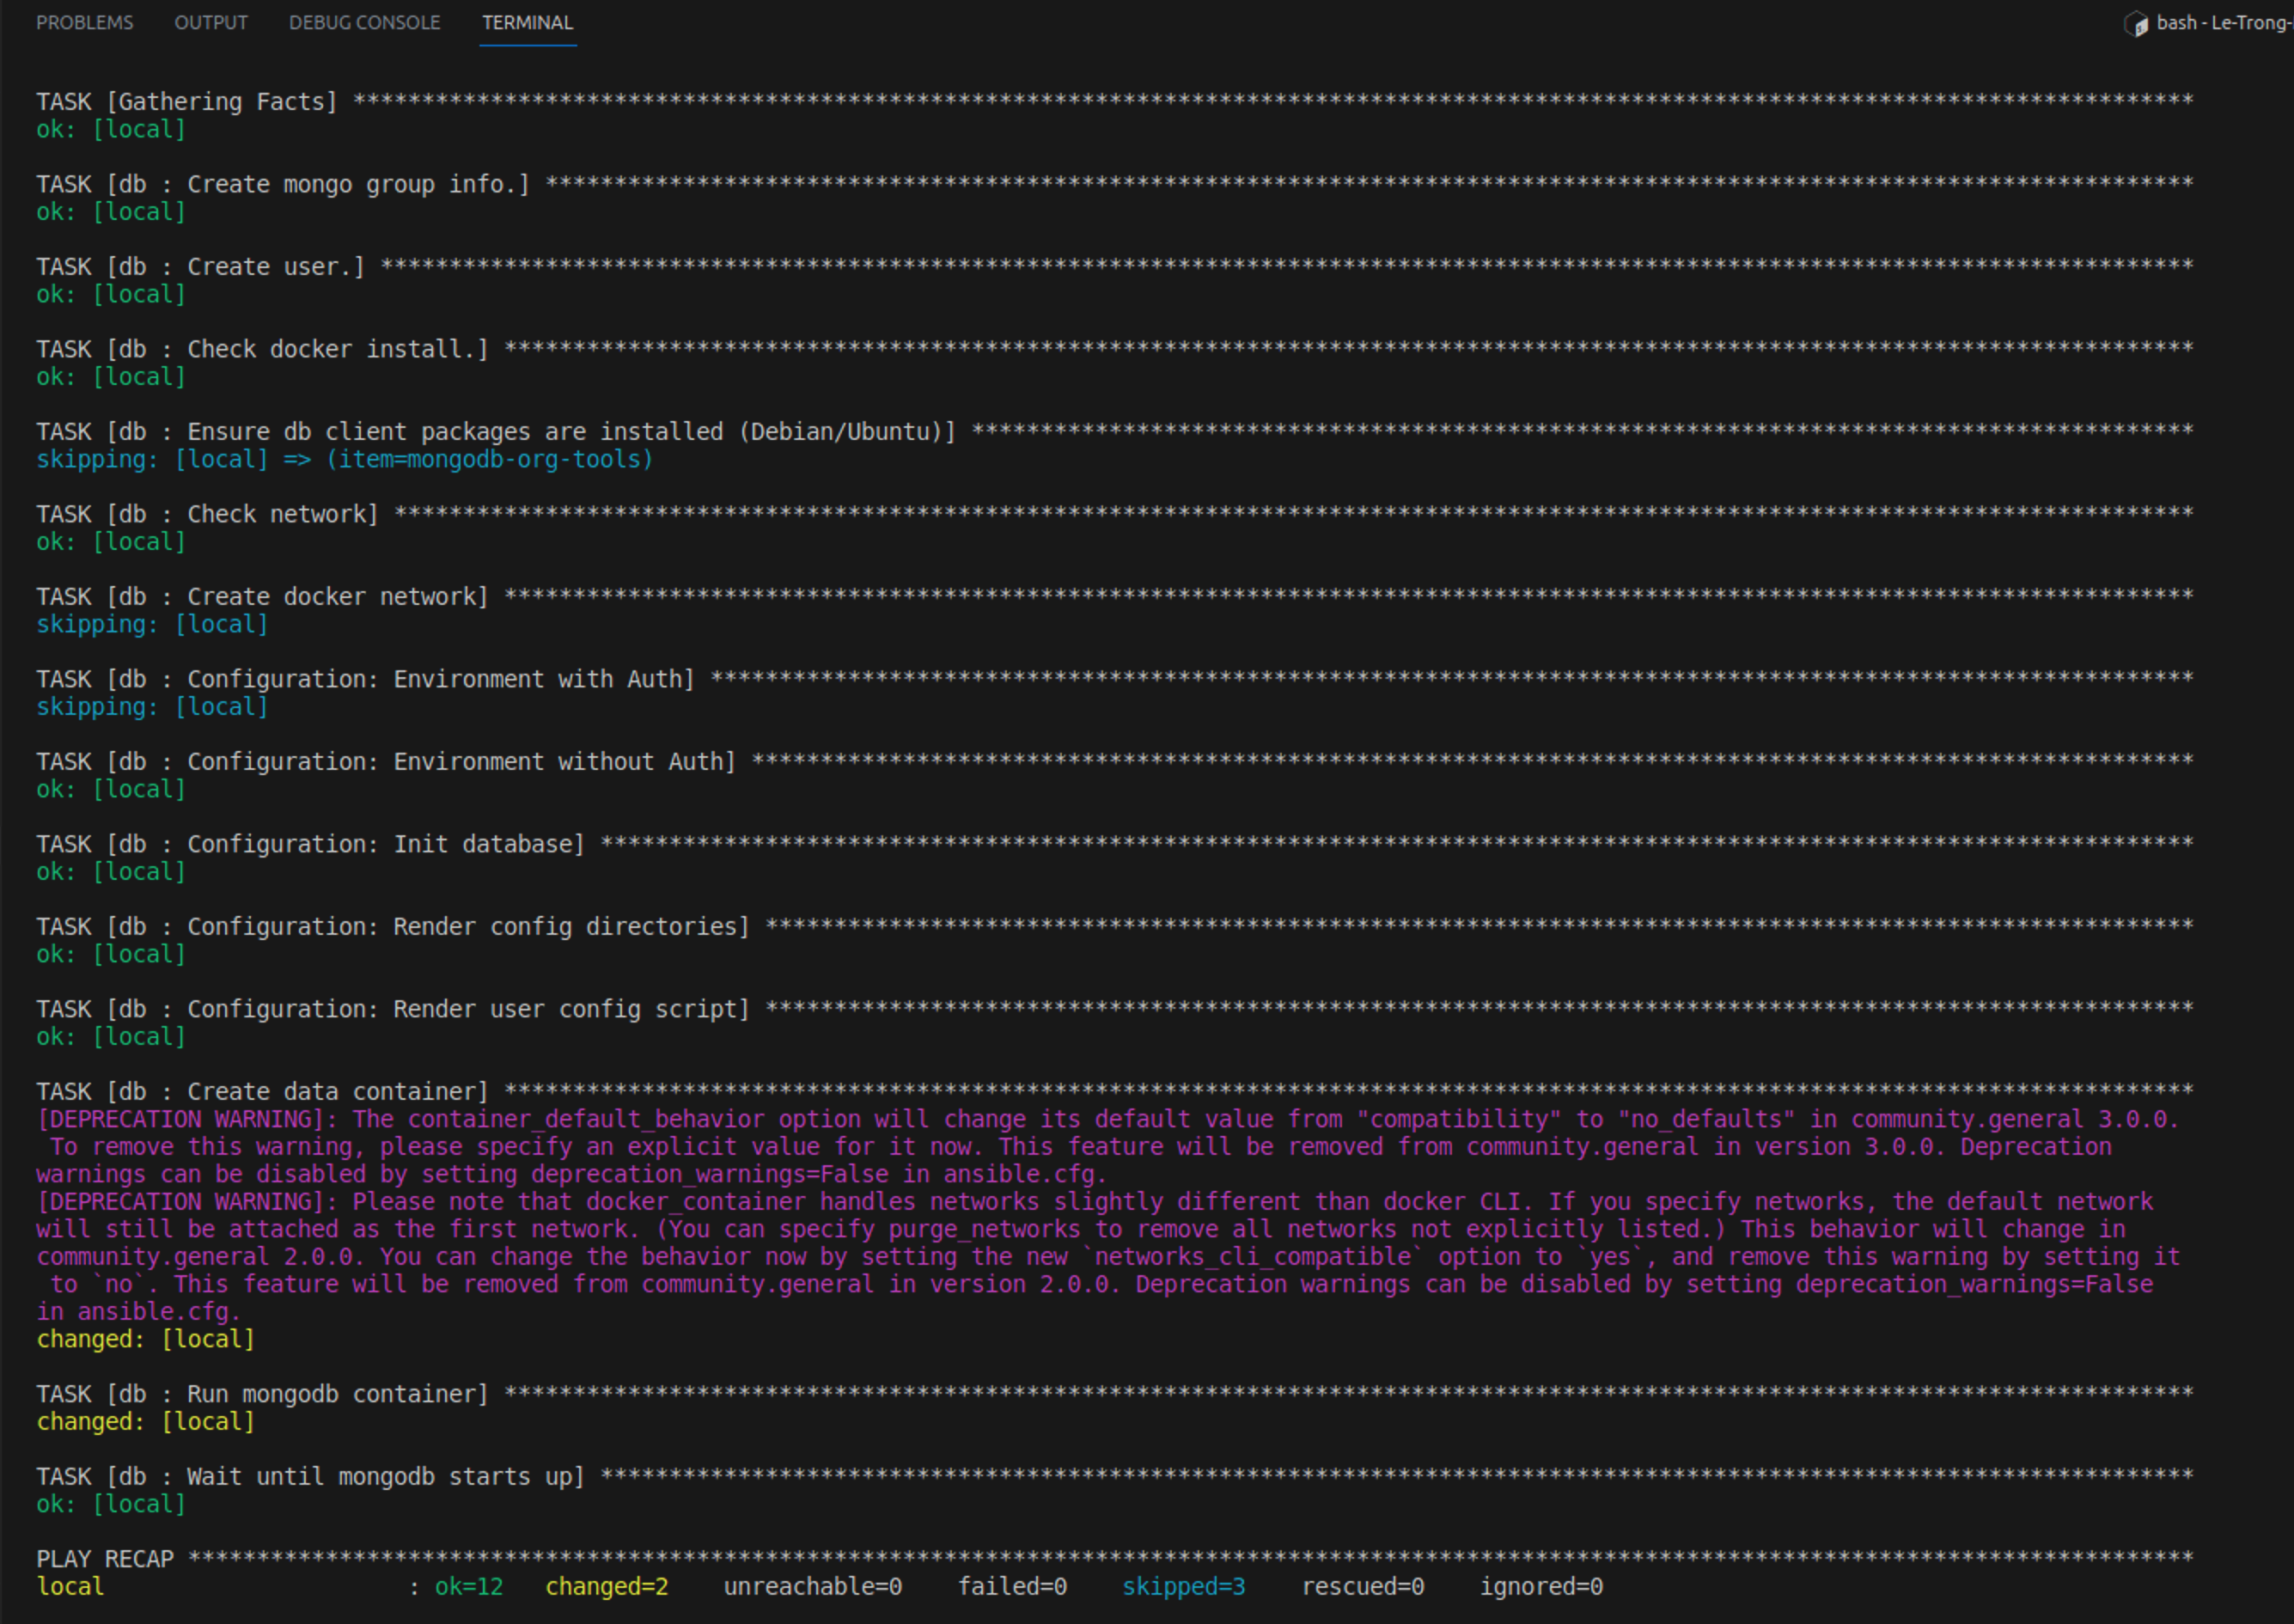 PROBLEMS OUTPUT DEBUG CONSOLE TERMINAL bash - Le-Trong-
TASK [Gathering Facts] **************************************************************************************************************************************
ok: [local]
TASK [db : Create mongo group info.] ************************************************************************************************************************
ok: [local]
TASK [db : Create user.] ************************************************************************************************************************************
ok: [local]
TASK [db : Check docker install.] ***************************************************************************************************************************
ok: [local]
TASK [db : Ensure db client packages are installed (Debian/Ubuntu)] *****************************************************************************************
skipping: [local] => (item=mongodb-org-tools)
TASK [db : Check network] ***********************************************************************************************************************************
ok: [local]
TASK [db : Create docker network] ***************************************************************************************************************************
skipping: [local]
TASK [db : Configuration: Environment with Auth] ************************************************************************************************************
skipping: [local]
TASK [db : Configuration: Environment without Auth] *********************************************************************************************************
ok: [local]
TASK [db : Configuration: Init database] ********************************************************************************************************************
ok: [local]
TASK [db : Configuration: Render config directories] ********************************************************************************************************
ok: [local]
TASK [db : Configuration: Render user config script] ********************************************************************************************************
ok: [local]
TASK [db : Create data container] ***************************************************************************************************************************
[DEPRECATION WARNING]: The container_default_behavior option will change its default value from "compatibility" to "no_defaults" in community.general 3.0.0.
To remove this warning, please specify an explicit value for it now. This feature will be removed from community.general in version 3.0.0. Deprecation
warnings can be disabled by setting deprecation_warnings=False in ansible.cfg.
[DEPRECATION WARNING]: Please note that docker_container handles networks slightly different than docker CLI. If you specify networks, the default network
will still be attached as the first network. (You can specify purge_networks to remove all networks not explicitly listed.) This behavior will change in
community.general 2.0.0. You can change the behavior now by setting the new `networks_cli_compatible` option to `yes`, and remove this warning by setting it
to `no`. This feature will be removed from community.general in version 2.0.0. Deprecation warnings can be disabled by setting deprecation_warnings=False
in ansible.cfg.
changed: [local]
TASK [db : Run mongodb container] ***************************************************************************************************************************
changed: [local]
TASK [db : Wait until mongodb starts up] ********************************************************************************************************************
ok: [local]
PLAY RECAP **************************************************************************************************************************************************
local : ok=12 changed=2 unreachable=0 failed=0 skipped=3 rescued=0 ignored=0